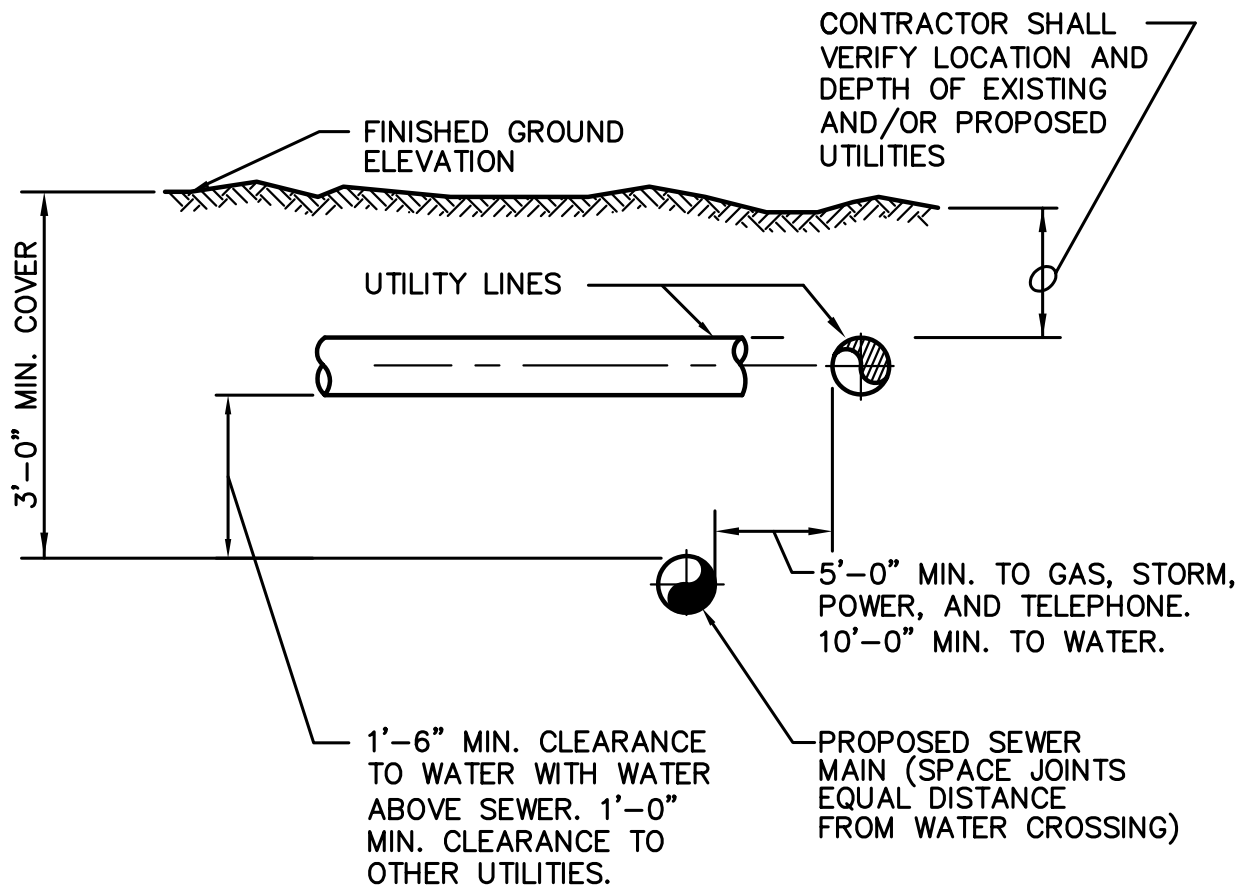 CONTRACTOR SHALL
VERIFY LOCATION AND
DEPTH OF EXISTING
AND/OR PROPOSED
UTILITIES
FINISHED GROUND
ELEVATION
3'-0" MIN. COVER
UTILITY LINES
5'-0" MIN. TO GAS, STORM,
POWER, AND TELEPHONE.
10'-0" MIN. TO WATER.
1'-6" MIN. CLEARANCE
TO WATER WITH WATER
ABOVE SEWER. 1'-0"
MIN. CLEARANCE TO
OTHER UTILITIES.
PROPOSED SEWER
MAIN (SPACE JOINTS
EQUAL DISTANCE
FROM WATER CROSSING)